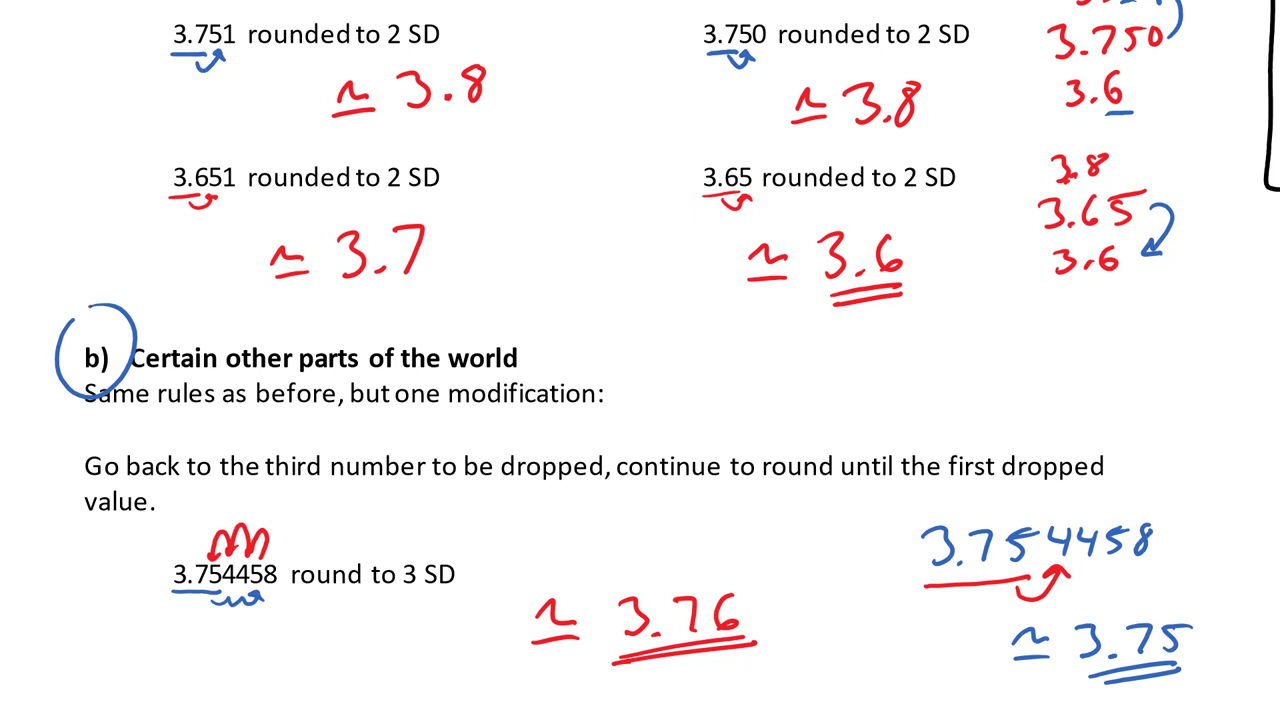 3.751 rounded to 2 SD
≃ 3.8
3.750 rounded to 2 SD
≃ 3.8
3.750
3.6
3.651 rounded to 2 SD
≃ 3.7
3.65 rounded to 2 SD
≃ 3.6
3.8
3.65
3.6
b) Certain other parts of the world
Same rules as before, but one modification:
Go back to the third number to be dropped, continue to round until the first dropped
value.
3.754458 round to 3 SD
≃ 3.76
3.754458
≃ 3.75